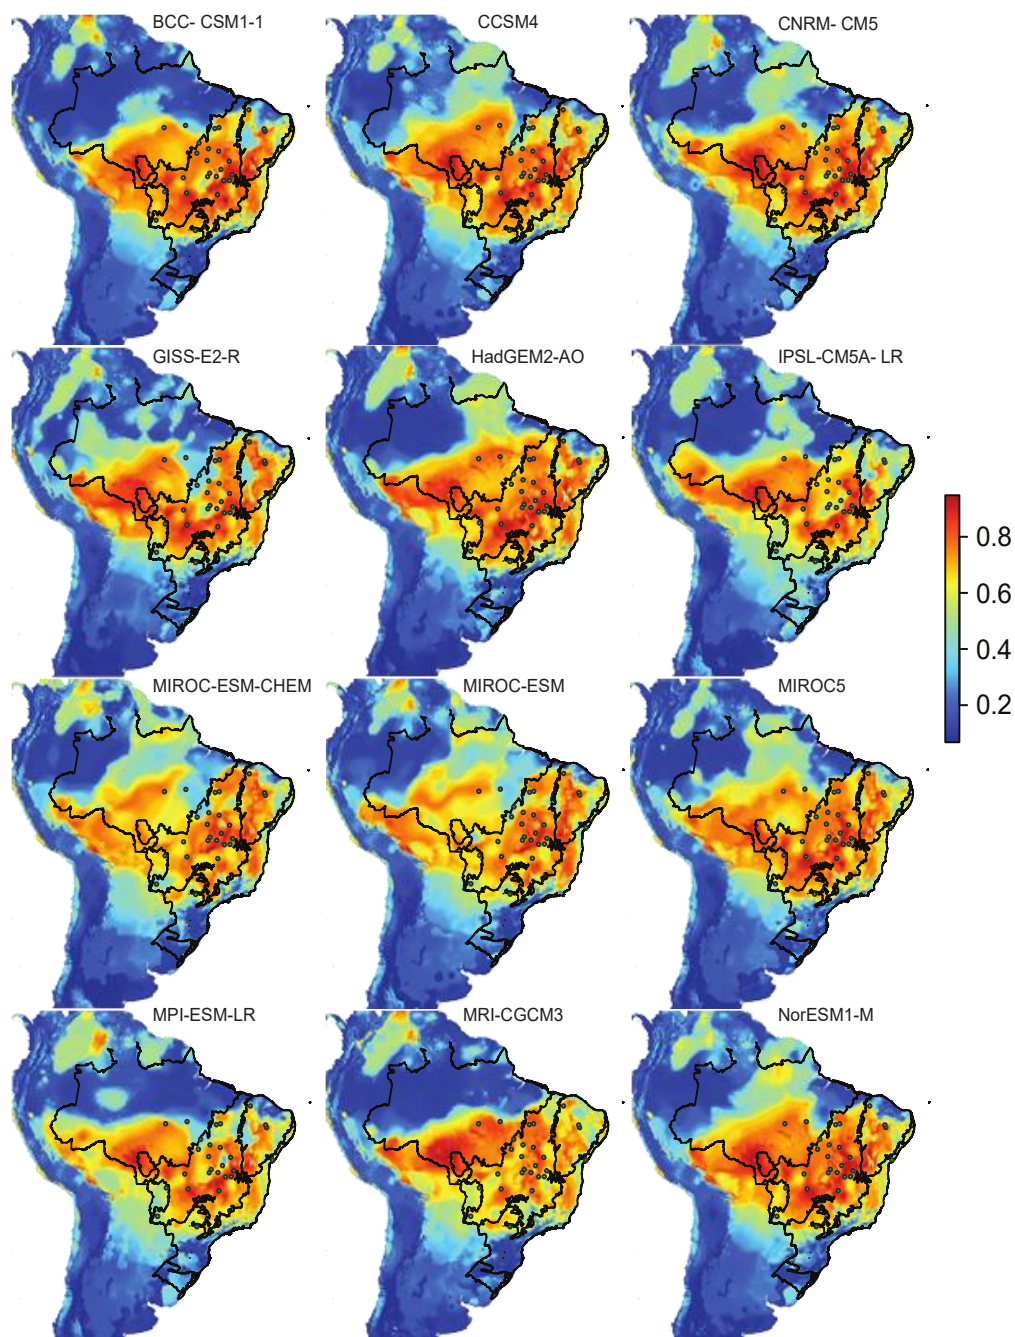 BCC- CSM1-1
CCSM4
CNRM- CM5
GISS-E2-R
HadGEM2-AO
IPSL-CM5A- LR
0.8
0.6
0.4
0.2
MIROC-ESM-CHEM
MIROC-ESM
MIROC5
MPI-ESM-LR
MRI-CGCM3
NorESM1-M